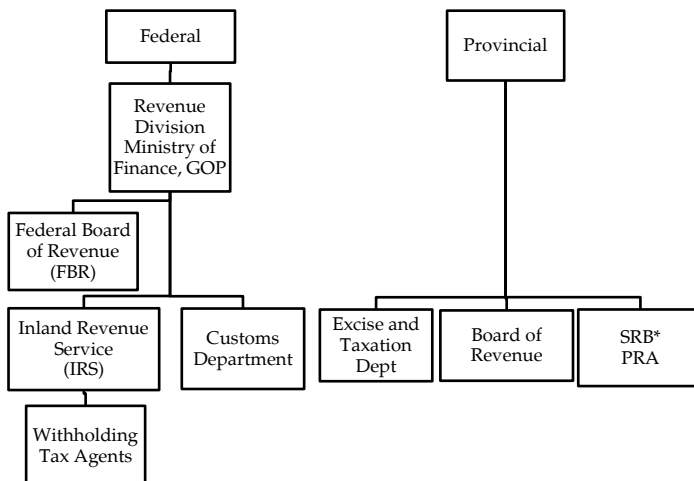 Federal
Provincial
Revenue
Division
Ministry of
Finance, GOP
Federal Board
of Revenue
(FBR)
Inland Revenue
Service
(IRS)
Customs
Department
Excise and
Taxation
Dept
Board of
Revenue
SRB*
PRA
Withholding
Tax Agents